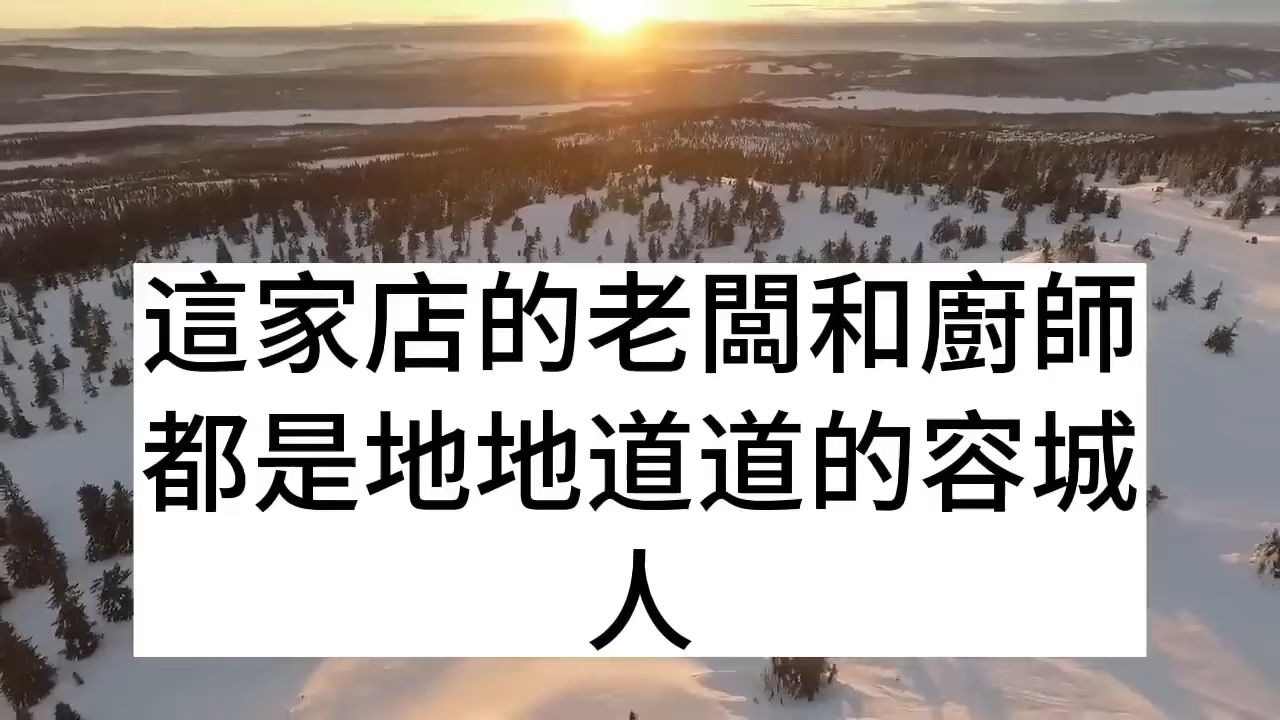 這家店的老闆和廚師
都是地地道道的容城
人